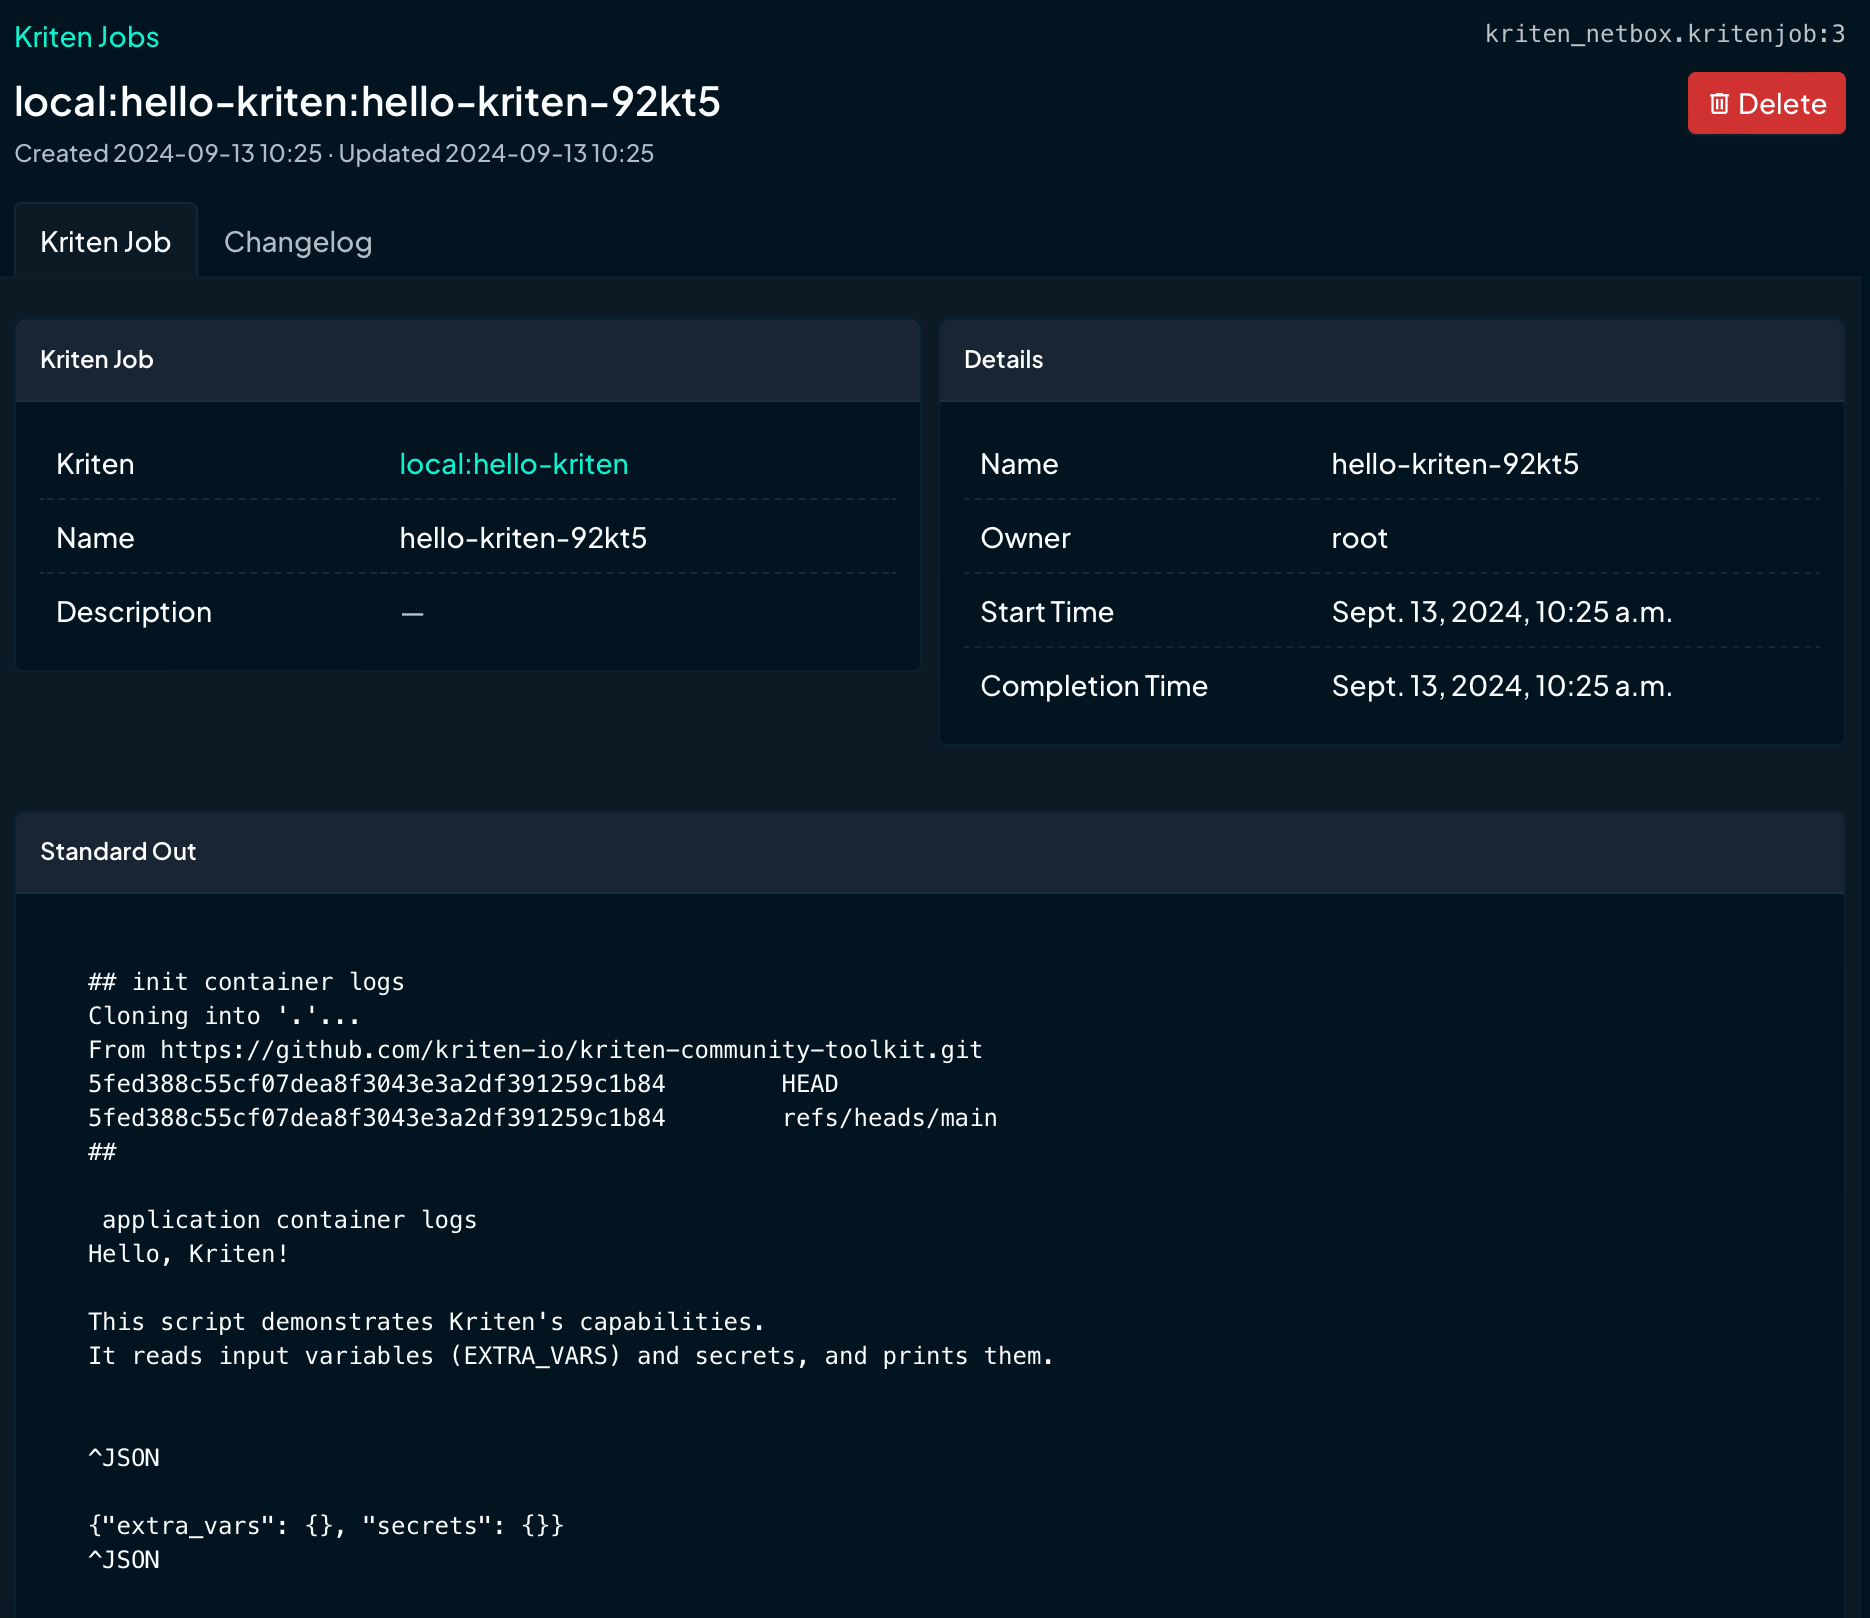 Kriten Jobs
kriten_netbox.kritenjob:3
local:hello-kriten:hello-kriten-92kt5
Delete
Created 2024-09-13 10:25 · Updated 2024-09-13 10:25
Kriten Job
Changelog
Kriten Job
Kriten local:hello-kriten
Name hello-kriten-92kt5
Description —
Details
Name hello-kriten-92kt5
Owner root
Start Time Sept. 13, 2024, 10:25 a.m.
Completion Time Sept. 13, 2024, 10:25 a.m.
Standard Out
## init container logs
Cloning into '.'...
From https://github.com/kriten-io/kriten-community-toolkit.git
5fed388c55cf07dea8f3043e3a2df391259c1b84 HEAD
5fed388c55cf07dea8f3043e3a2df391259c1b84 refs/heads/main
##
application container logs
Hello, Kriten!
This script demonstrates Kriten's capabilities.
It reads input variables (EXTRA_VARS) and secrets, and prints them.
^JSON
{"extra_vars": {}, "secrets": {}}
^JSON